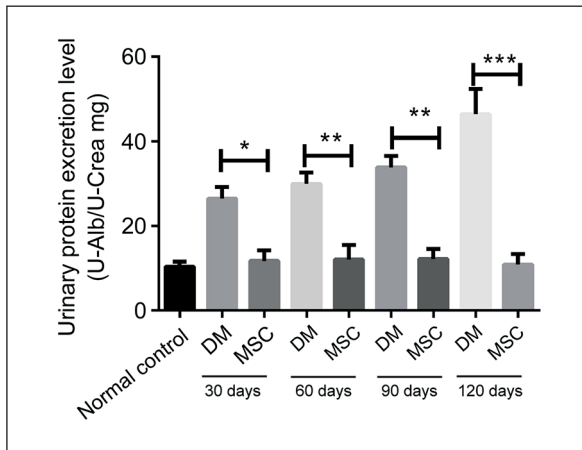 Urinary protein excretion level
(U-Alb/U-Crea mg)
60
40
20
0
*
**
**
***
Normal control
DM
MSC
DM
MSC
DM
MSC
DM
MSC
30 days
60 days
90 days
120 days